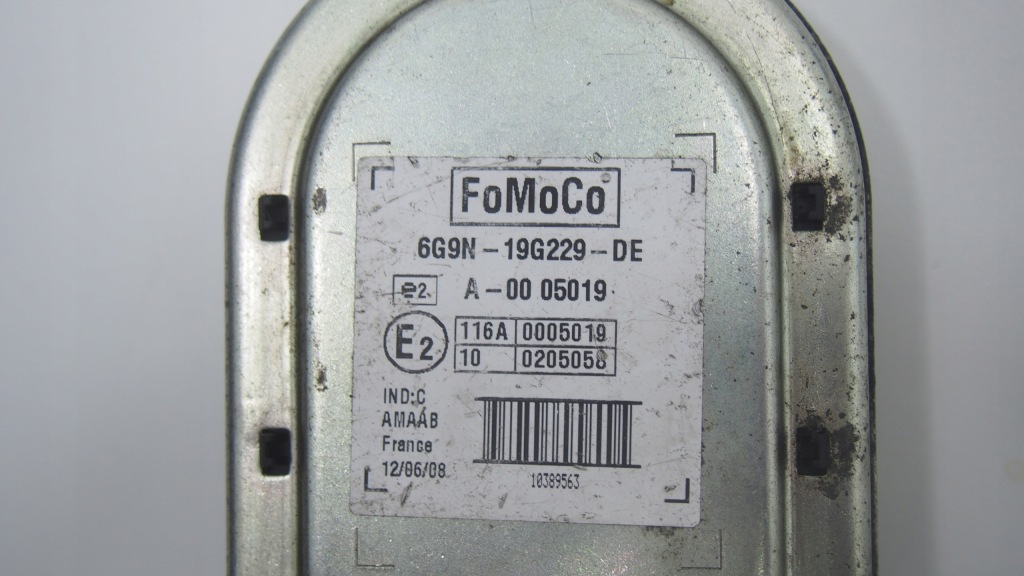 FoMoCo®
6G9N-19G229-DE
e2 A-00 05019
E2 116A 0005019
10 0205058
IND:C
AMAAB
France
12/06/08
10389563